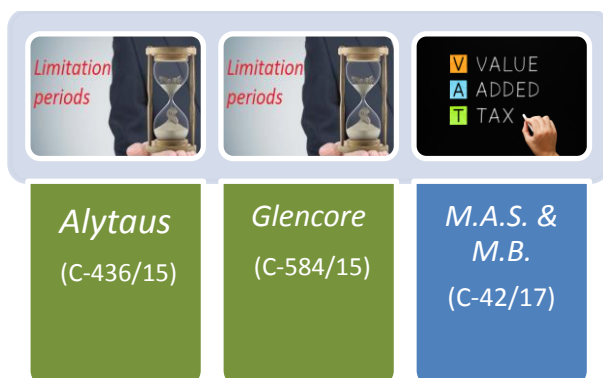 Limitation
periods
Limitation
periods
V VALUE
A ADDED
T TAX
Alytaus
(C-436/15)
Glencore
(C-584/15)
M.A.S. &
M.B.
(C-42/17)